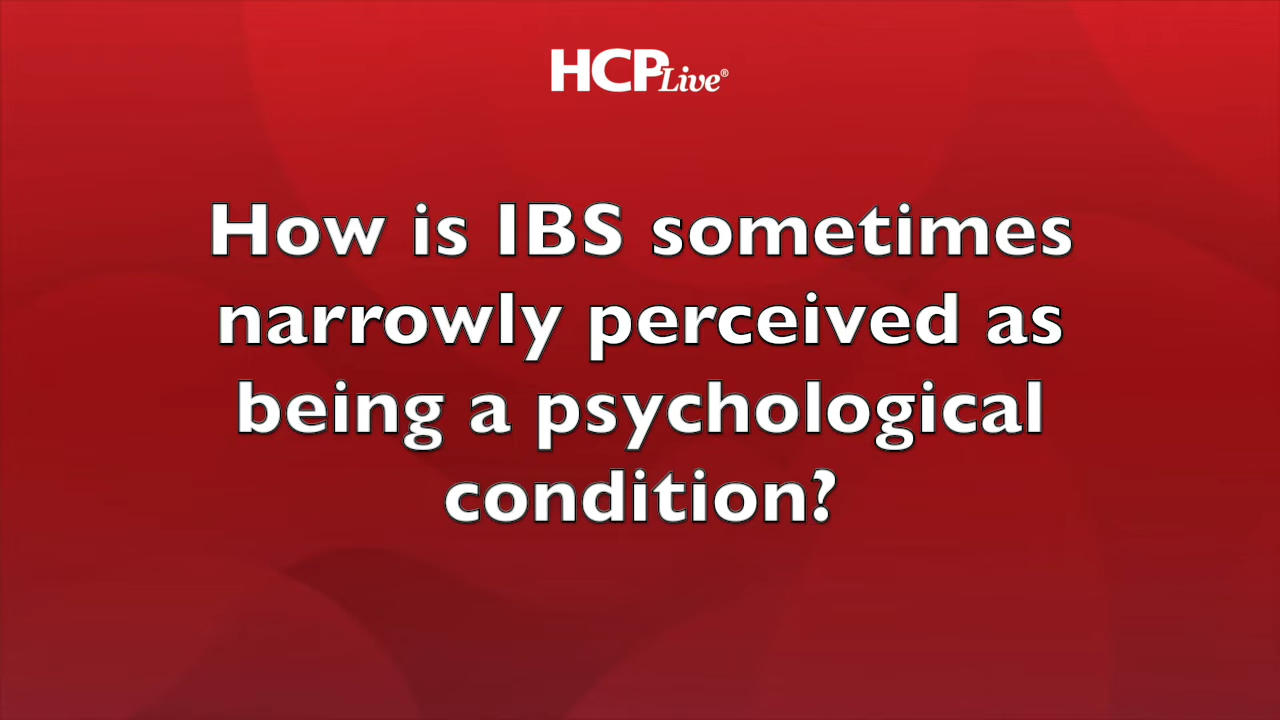 HCPLive®
How is IBS sometimes
narrowly perceived as
being a psychological
condition?